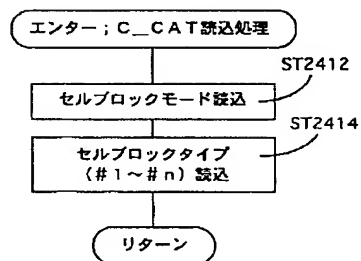 エンター；C＿CAT読込処理
ST2412
セルブロックモード読込
ST2414
セルブロックタイプ
（＃1～＃n）読込
リターン